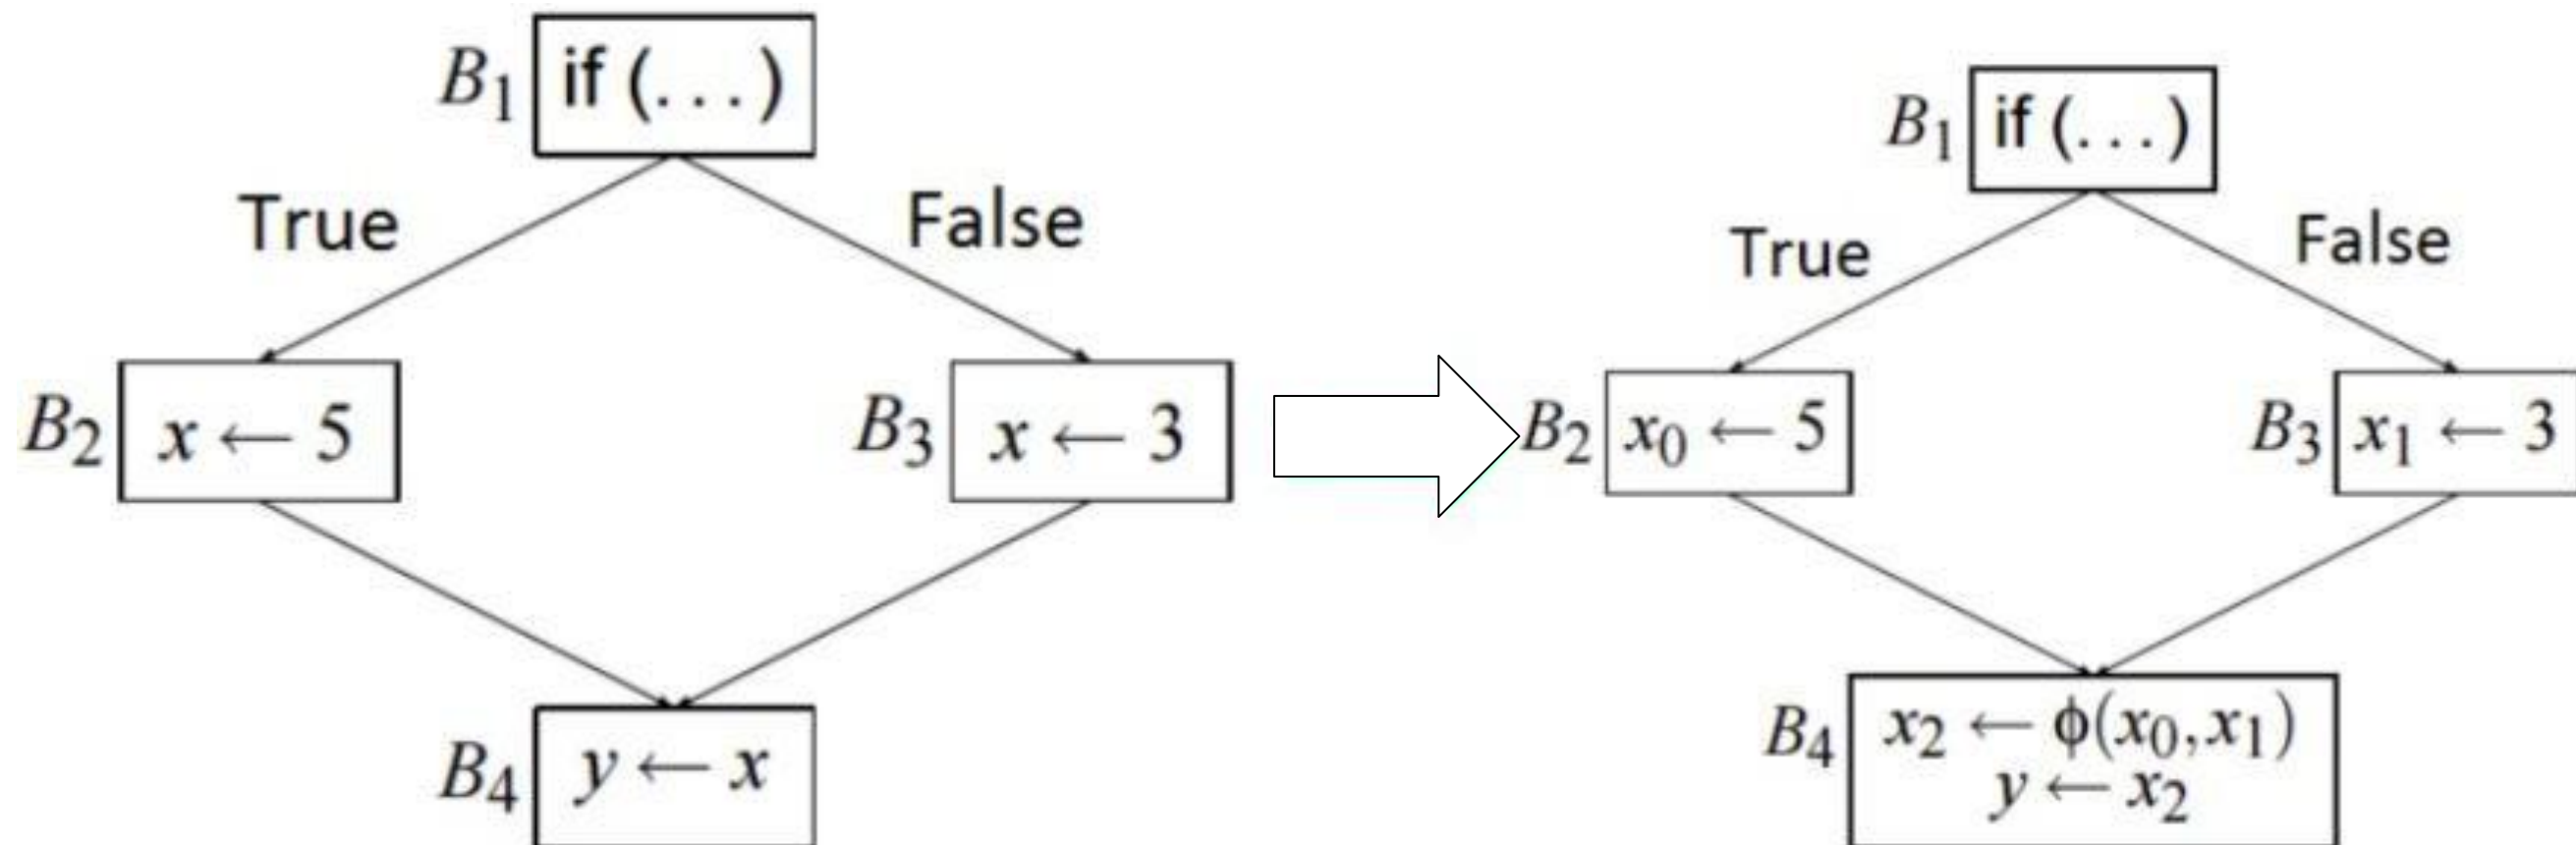 B1 if (...)
True
False
B2 x ← 5
B3 x ← 3
B4 y ← x
B1 if (...)
True
False
B2 x0 ← 5
B3 x1 ← 3
B4 x2 ← ϕ(x0,x1)
y ← x2